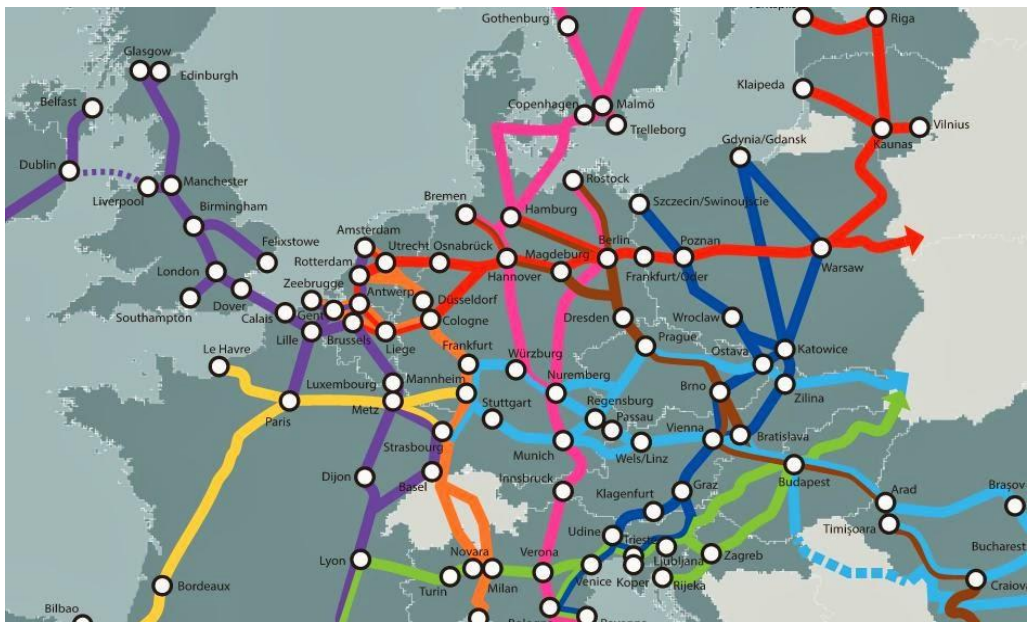 Gothenburg
Riga
Glasgow
Edinburgh
Klaipeda
Belfast
Copenhagen
Malmö
Trelleborg
Vilnius
Gdynia/Gdansk
Kaunas
Dublin
Manchester
Rostock
Liverpool
Bremen
Szczecin/Swinoujscie
Birmingham
Hamburg
Felixstowe
Amsterdam
Utrecht
Osnabrück
Magdeburg
Berlin
Poznan
London
Rotterdam
Hannover
Frankfurt/Oder
Warsaw
Zeebrugge
Dover
Antwerp
Düsseldorf
Southampton
Calais
Gent
Cologne
Dresden
Wroclaw
Lille
Brussels
Liege
Prague
Katowice
Le Havre
Frankfurt
Würzburg
Ostava
Luxembourg
Mannheim
Nuremberg
Brno
Zilina
Metz
Stuttgart
Regensburg
Paris
Passau
Strasbourg
Munich
Wels/Linz
Vienna
Bratislava
Dijon
Basel
Innsbruck
Budapest
Graz
Klagenfurt
Arad
Braşov
Udine
Timişoara
Trieste
Ljubljana
Bucharest
Lyon
Novara
Verona
Zagreb
Turin
Milan
Venice
Koper
Rijeka
Craiova
Bordeaux
Bilbao